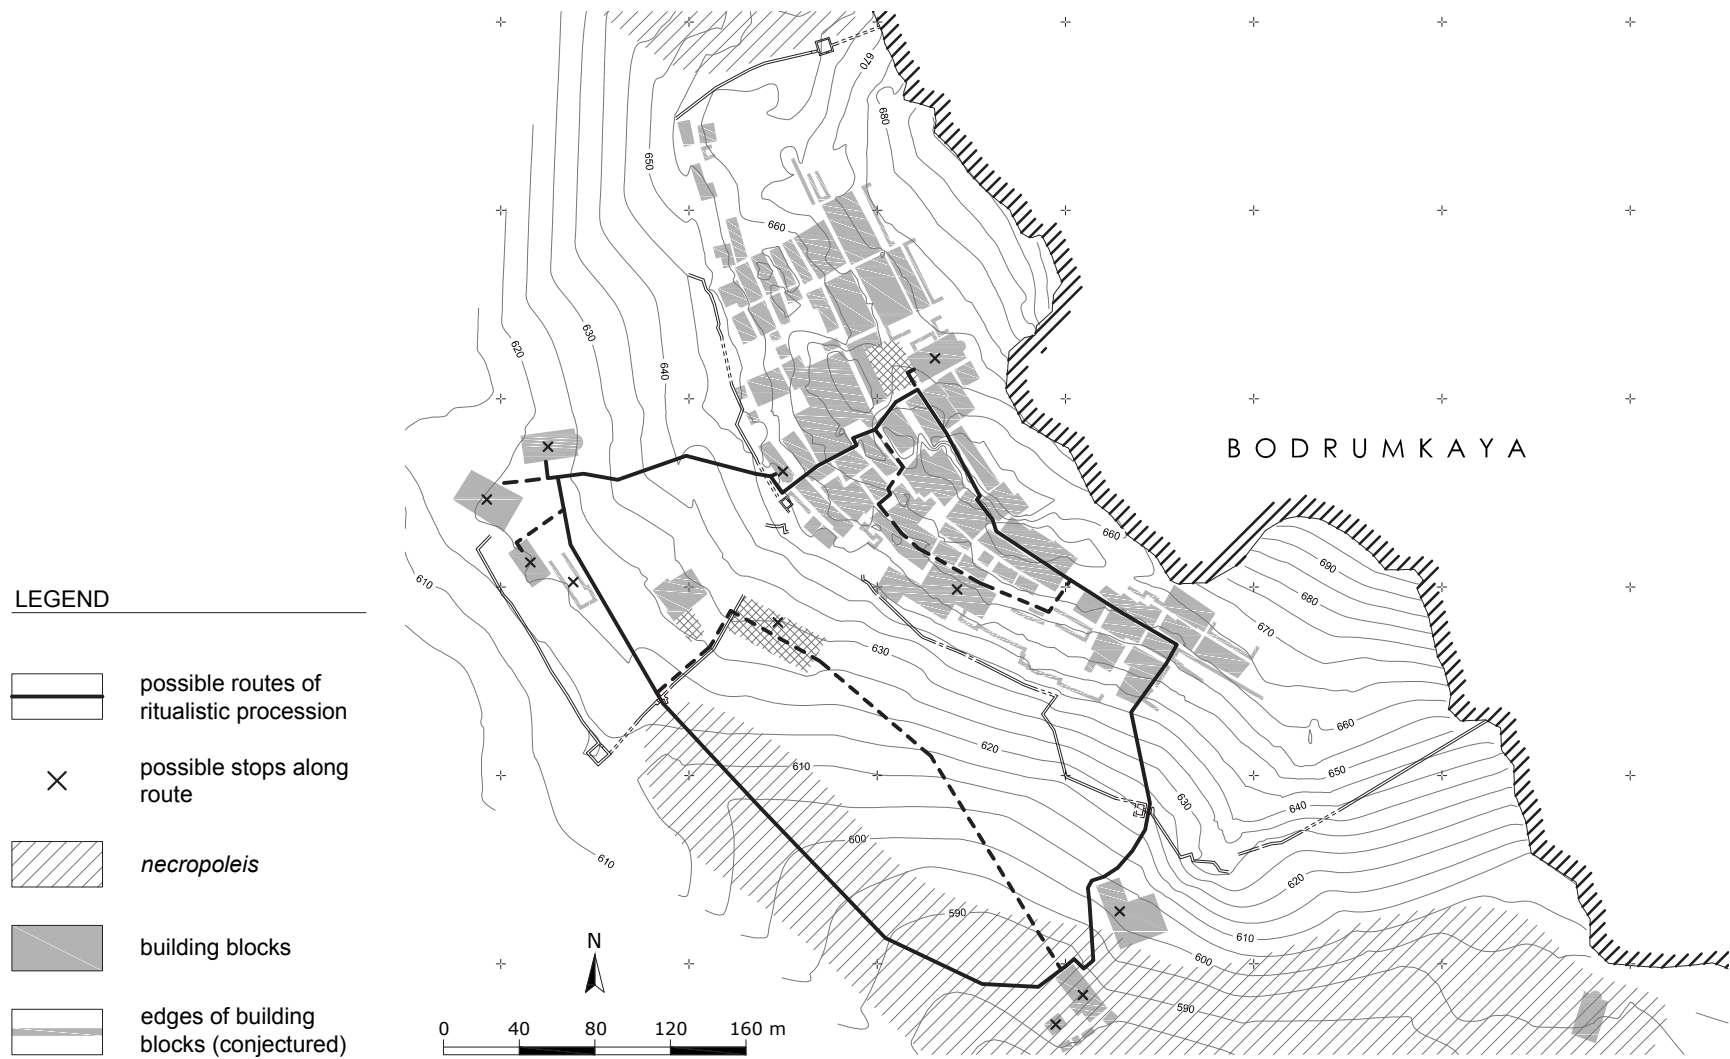 670
680
650
660
620
630
640
BODRUMKAYA
660
690
610
680
670
630
660
620
610
650
630
640
600
610
620
590
610
600
590
LEGEND
possible routes of
ritualistic procession
possible stops along
route
necropoleis
building blocks
edges of building
blocks (conjectured)
N
0 40 80 120 160 m